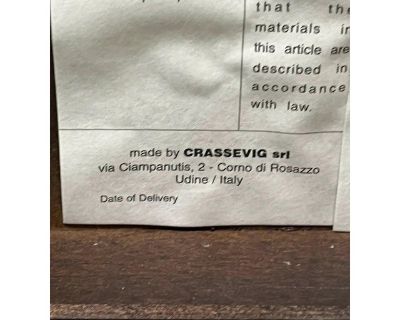 that the
materials in
this article are
described in
accordance
with law.
made by CRASSEVIG srl
via Ciampanutis, 2 - Corno di Rosazzo
Udine / Italy
Date of Delivery